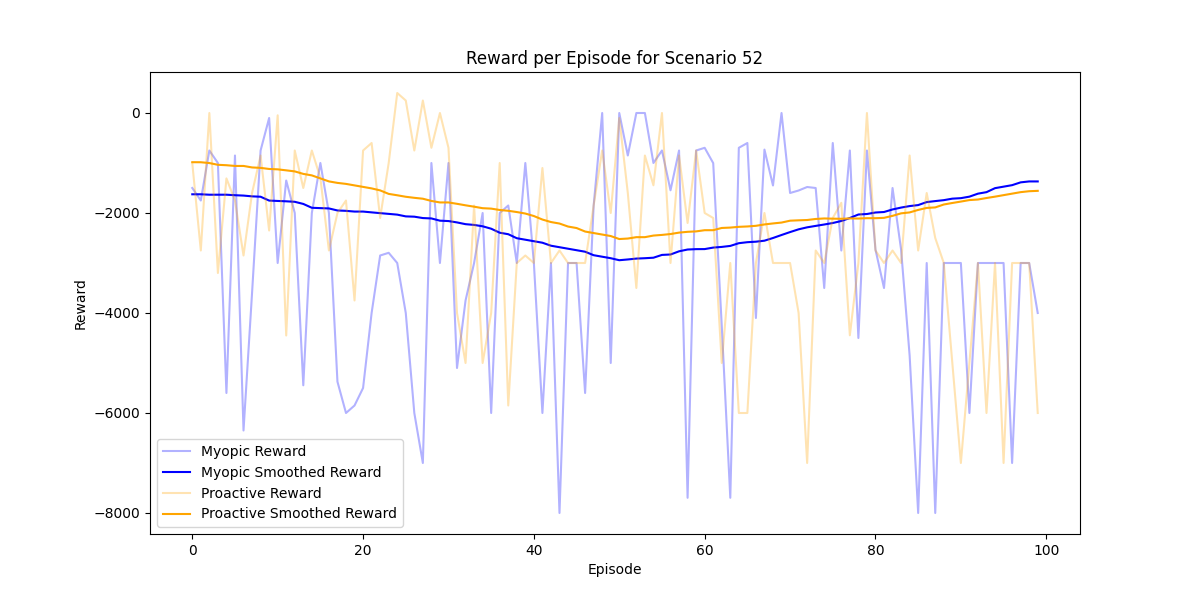 Reward per Episode for Scenario 52
Reward
0
−2000
−4000
−6000
−8000
Myopic Reward
Myopic Smoothed Reward
Proactive Reward
Proactive Smoothed Reward
0 20 40 60 80 100
Episode